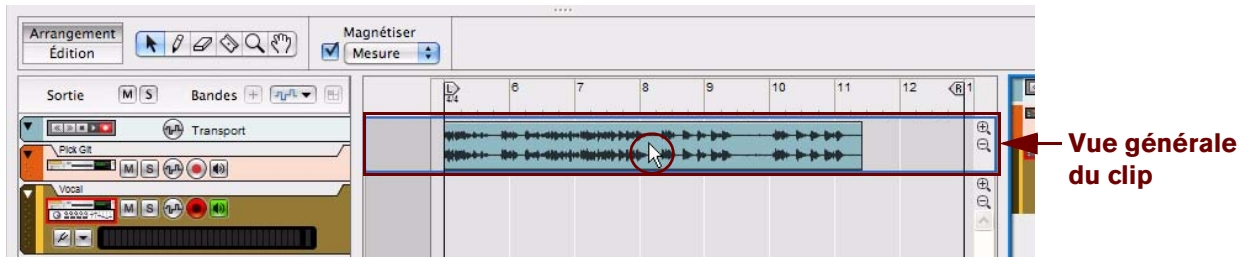 Arrangement
Édition
Magnétiser
Mesure
Sortie
M S
Bandes
L 6 7 8 9 10 11 12 R 1
4/4
Transport
Pick Git
M S
Vocal
M S
Vue générale
du clip